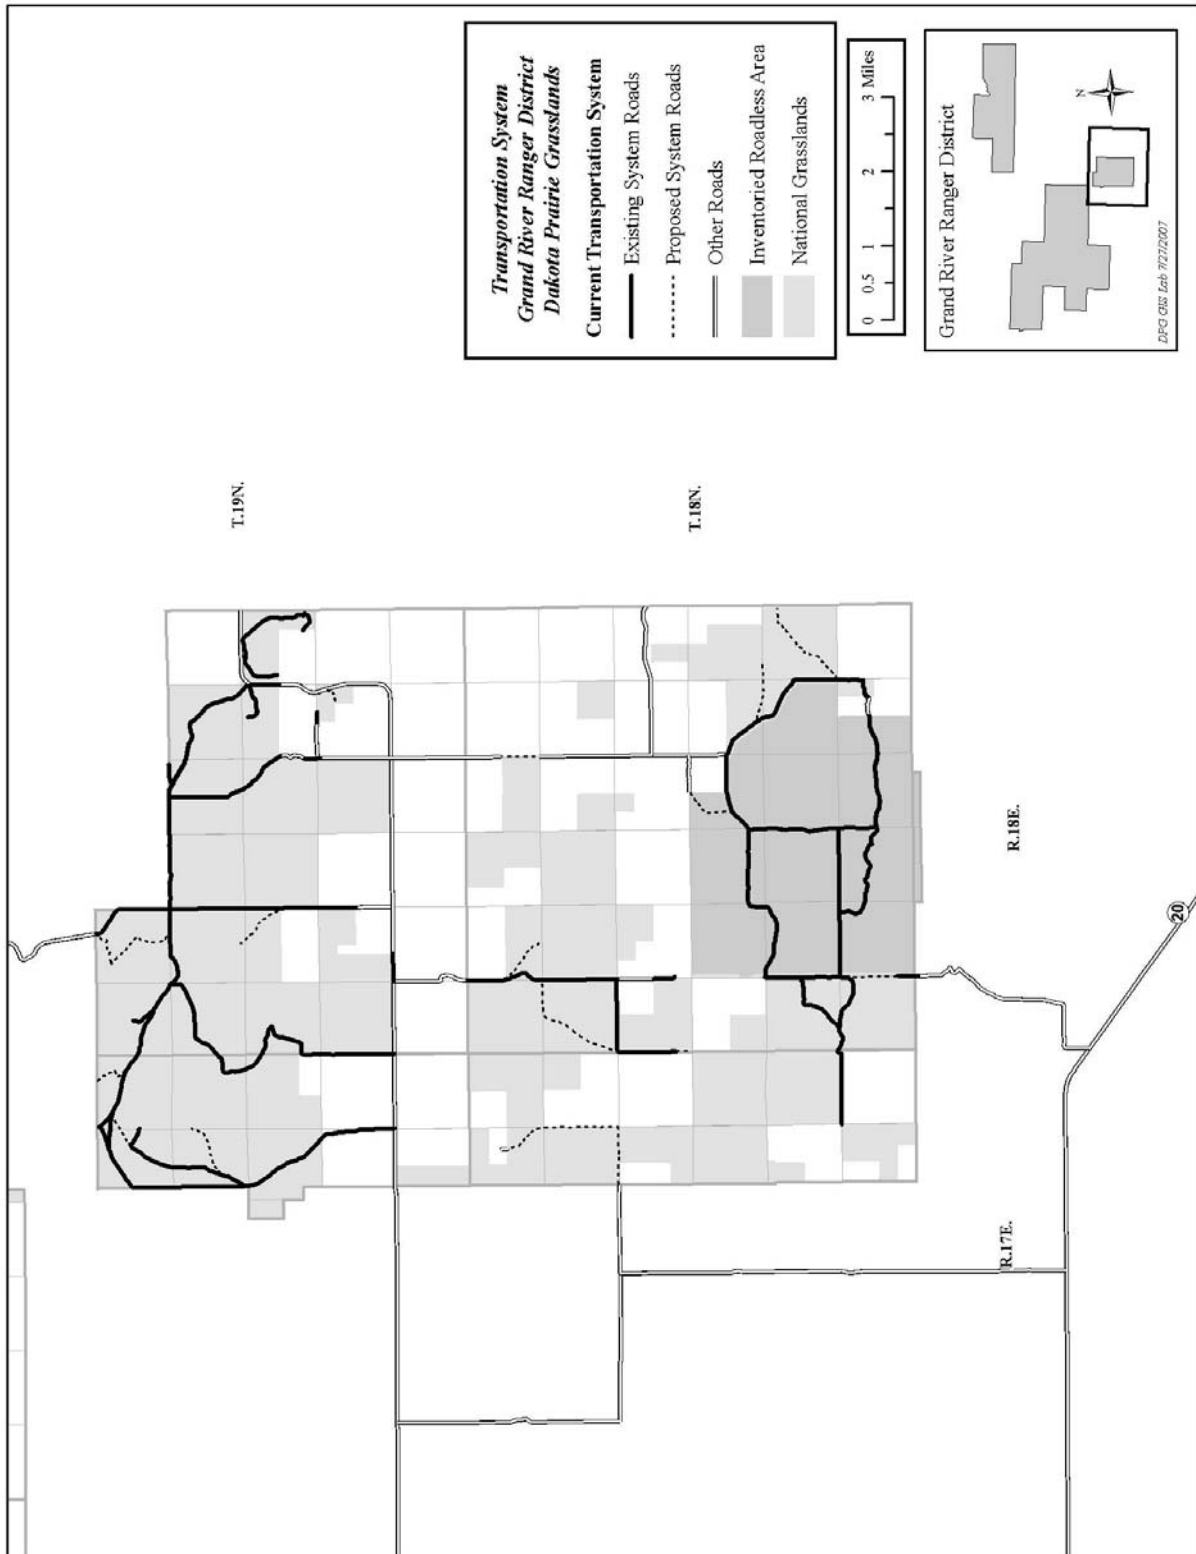 Transportation System
Grand River Ranger District
Dakota Prairie Grasslands
Current Transportation System
Existing System Roads
Proposed System Roads
Other Roads
Inventoried Roadless Area
National Grasslands
0 0.5 1 2 3 Miles
Grand River Ranger District
N
DPG GIS Lab 7/27/2007
T.19N.
T.18N.
R.17E.
R.18E.
20